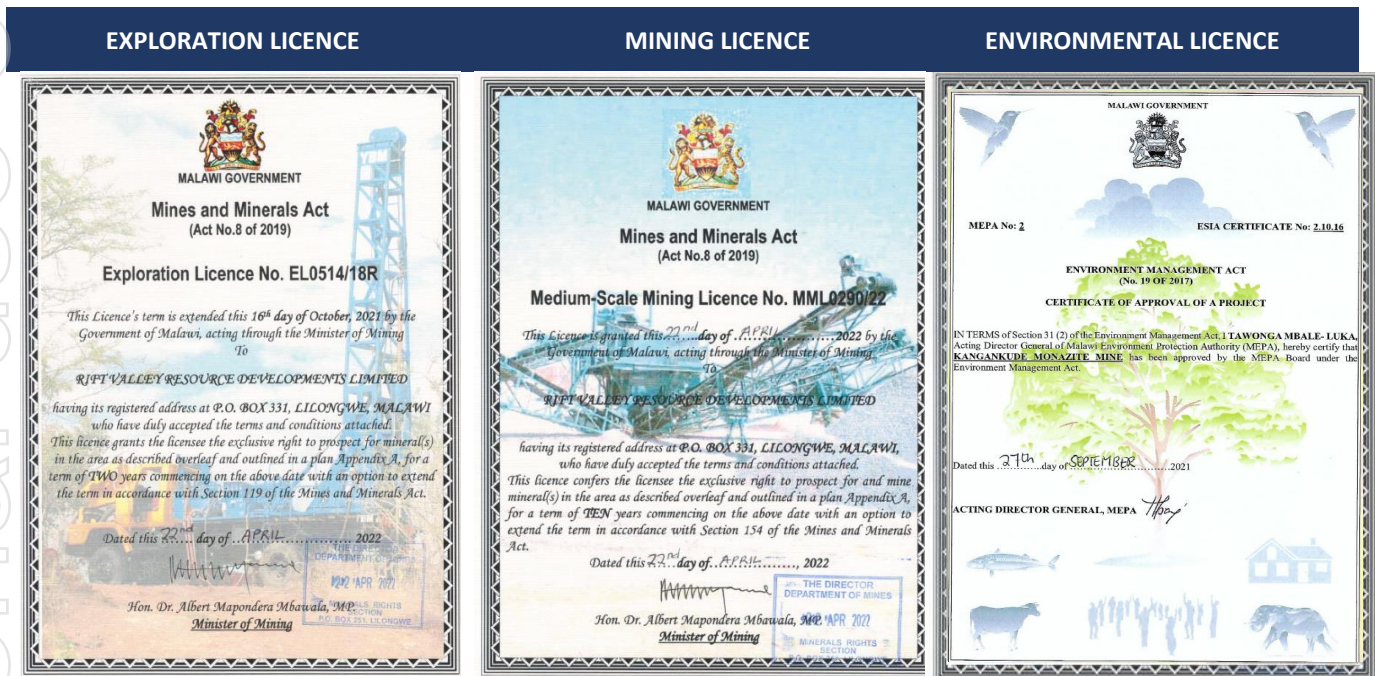 EXPLORATION LICENCE
MINING LICENCE
ENVIRONMENTAL LICENCE
MALAWI GOVERNMENT
Mines and Minerals Act
(Act No.8 of 2019)
Exploration Licence No. EL0514/18R
This Licence's term is extended this 16th day of October, 2021 by the
Government of Malawi, acting through the Minister of Mining
To
RIFT VALLEY RESOURCE DEVELOPMENTS LIMITED
having its registered address at P.O. BOX 331, LILONGWE, MALAWI
who have duly accepted the terms and conditions attached.
This licence grants the licensee the exclusive right to prospect for mineral(s)
in the area as described overleaf and outlined in a plan Appendix A, for a
term of TWO years commencing on the above date with an option to extend
the term in accordance with Section 119 of the Mines and Minerals Act.
Dated this 22nd day of APRIL 2022
THE DIRECTOR
DEPARTMENT OF MINES
APR 2022
MINERALS RIGHTS
SECTION
P.O. BOX 251, LILONGWE
Hon. Dr. Albert Mapondera Mbawala, MP.
Minister of Mining
MALAWI GOVERNMENT
Mines and Minerals Act
(Act No.8 of 2019)
Medium-Scale Mining Licence No. MML0290/22
This Licence is granted this 22nd day of APRIL 2022 by the
Government of Malawi, acting through the Minister of Mining
To
RIFT VALLEY RESOURCE DEVELOPMENTS LIMITED
having its registered address at P.O. BOX 331, LILONGWE, MALAWI,
who have duly accepted the terms and conditions attached.
This licence confers the licensee the exclusive right to prospect for and mine
mineral(s) in the area as described overleaf and outlined in a plan Appendix A,
for a term of TEN years commencing on the above date with an option to
extend the term in accordance with Section 154 of the Mines and Minerals
Act.
Dated this 22nd day of APRIL, 2022
THE DIRECTOR
DEPARTMENT OF MINES
APR 2022
MINERALS RIGHTS
SECTION
Hon. Dr. Albert Mapondera Mbawala, MP.
Minister of Mining
MALAWI GOVERNMENT
MEPA No: 2
ESIA CERTIFICATE No: 2.10.16
ENVIRONMENT MANAGEMENT ACT
(No. 19 OF 2017)
CERTIFICATE OF APPROVAL OF A PROJECT
IN TERMS of Section 31 (2) of the Environment Management Act, I TAWONGA MBALE-LUKA,
Acting Director General of Malawi Environment Protection Authority (MEPA), hereby certify that
KANGANKUDE MONAZITE MINE has been approved by the MEPA Board under the
Environment Management Act.
Dated this 27th day of SEPTEMBER 2021
ACTING DIRECTOR GENERAL, MEPA